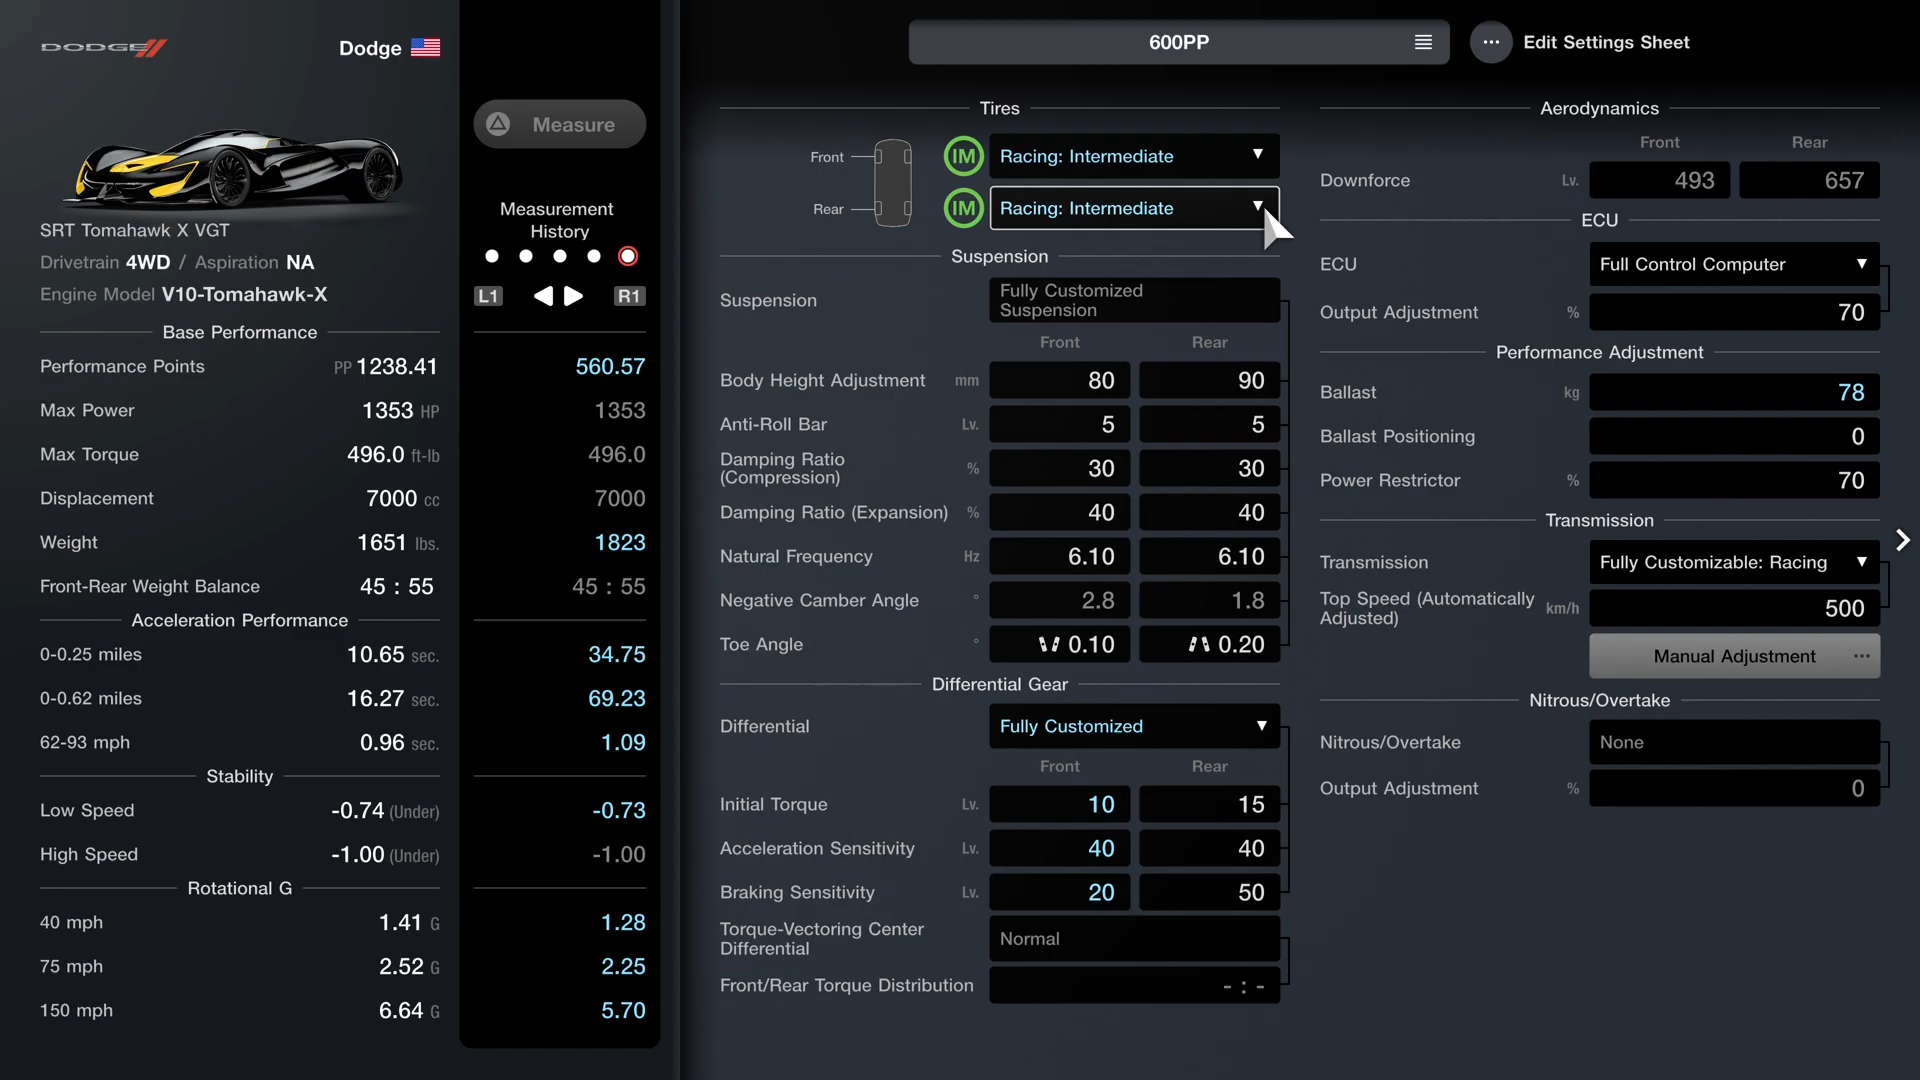 DODGE
Dodge
SRT Tomahawk X VGT
Drivetrain 4WD / Aspiration NA
Engine Model V10-Tomahawk-X
Base Performance
Performance Points PP 1238.41
Max Power 1353 HP
Max Torque 496.0 ft-lb
Displacement 7000 cc
Weight 1651 lbs.
Front-Rear Weight Balance 45 : 55
Acceleration Performance
0-0.25 miles 10.65 sec.
0-0.62 miles 16.27 sec.
62-93 mph 0.96 sec.
Stability
Low Speed -0.74 (Under)
High Speed -1.00 (Under)
Rotational G
40 mph 1.41 G
75 mph 2.52 G
150 mph 6.64 G
Measure
Measurement
History
L1 R1
560.57
1353
496.0
7000
1823
45 : 55
34.75
69.23
1.09
-0.73
-1.00
1.28
2.25
5.70
600PP
Edit Settings Sheet
Tires
Front IM Racing: Intermediate
Rear IM Racing: Intermediate
Suspension
Suspension Fully Customized
Suspension
Front Rear
Body Height Adjustment mm 80 90
Anti-Roll Bar Lv. 5 5
Damping Ratio
(Compression) % 30 30
Damping Ratio (Expansion) % 40 40
Natural Frequency Hz 6.10 6.10
Negative Camber Angle ° 2.8 1.8
Toe Angle ° 0.10 0.20
Differential Gear
Differential Fully Customized
Front Rear
Initial Torque Lv. 10 15
Acceleration Sensitivity Lv. 40 40
Braking Sensitivity Lv. 20 50
Torque-Vectoring Center
Differential Normal
Front/Rear Torque Distribution - : -
Aerodynamics
Front Rear
Downforce Lv. 493 657
ECU
ECU Full Control Computer
Output Adjustment % 70
Performance Adjustment
Ballast kg 78
Ballast Positioning 0
Power Restrictor % 70
Transmission
Transmission Fully Customizable: Racing
Top Speed (Automatically
Adjusted) km/h 500
Manual Adjustment
Nitrous/Overtake
Nitrous/Overtake None
Output Adjustment % 0